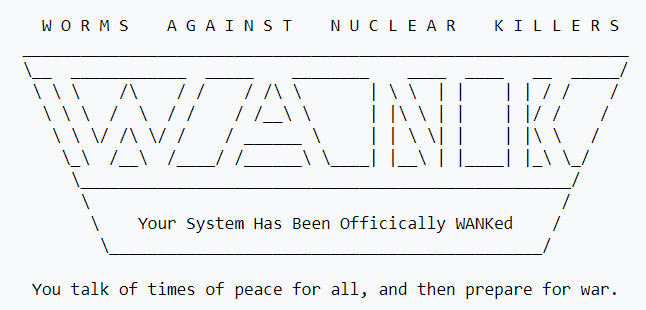 W O R M S A G A I N S T N U C L E A R K I L L E R S
WANK
Your System Has Been Officically WANKed
You talk of times of peace for all, and then prepare for war.